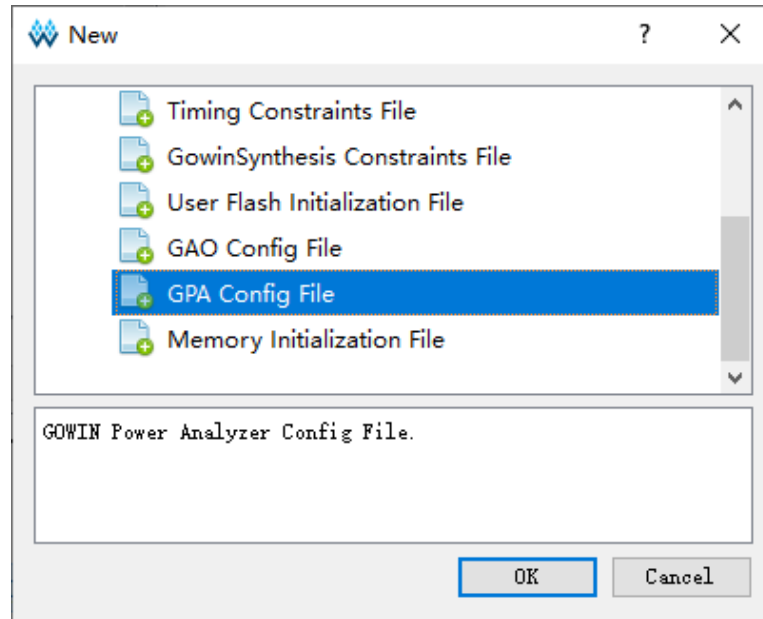 New
?
Timing Constraints File
GowinSynthesis Constraints File
User Flash Initialization File
GAO Config File
GPA Config File
Memory Initialization File
GOWIN Power Analyzer Config File.
OK Cancel